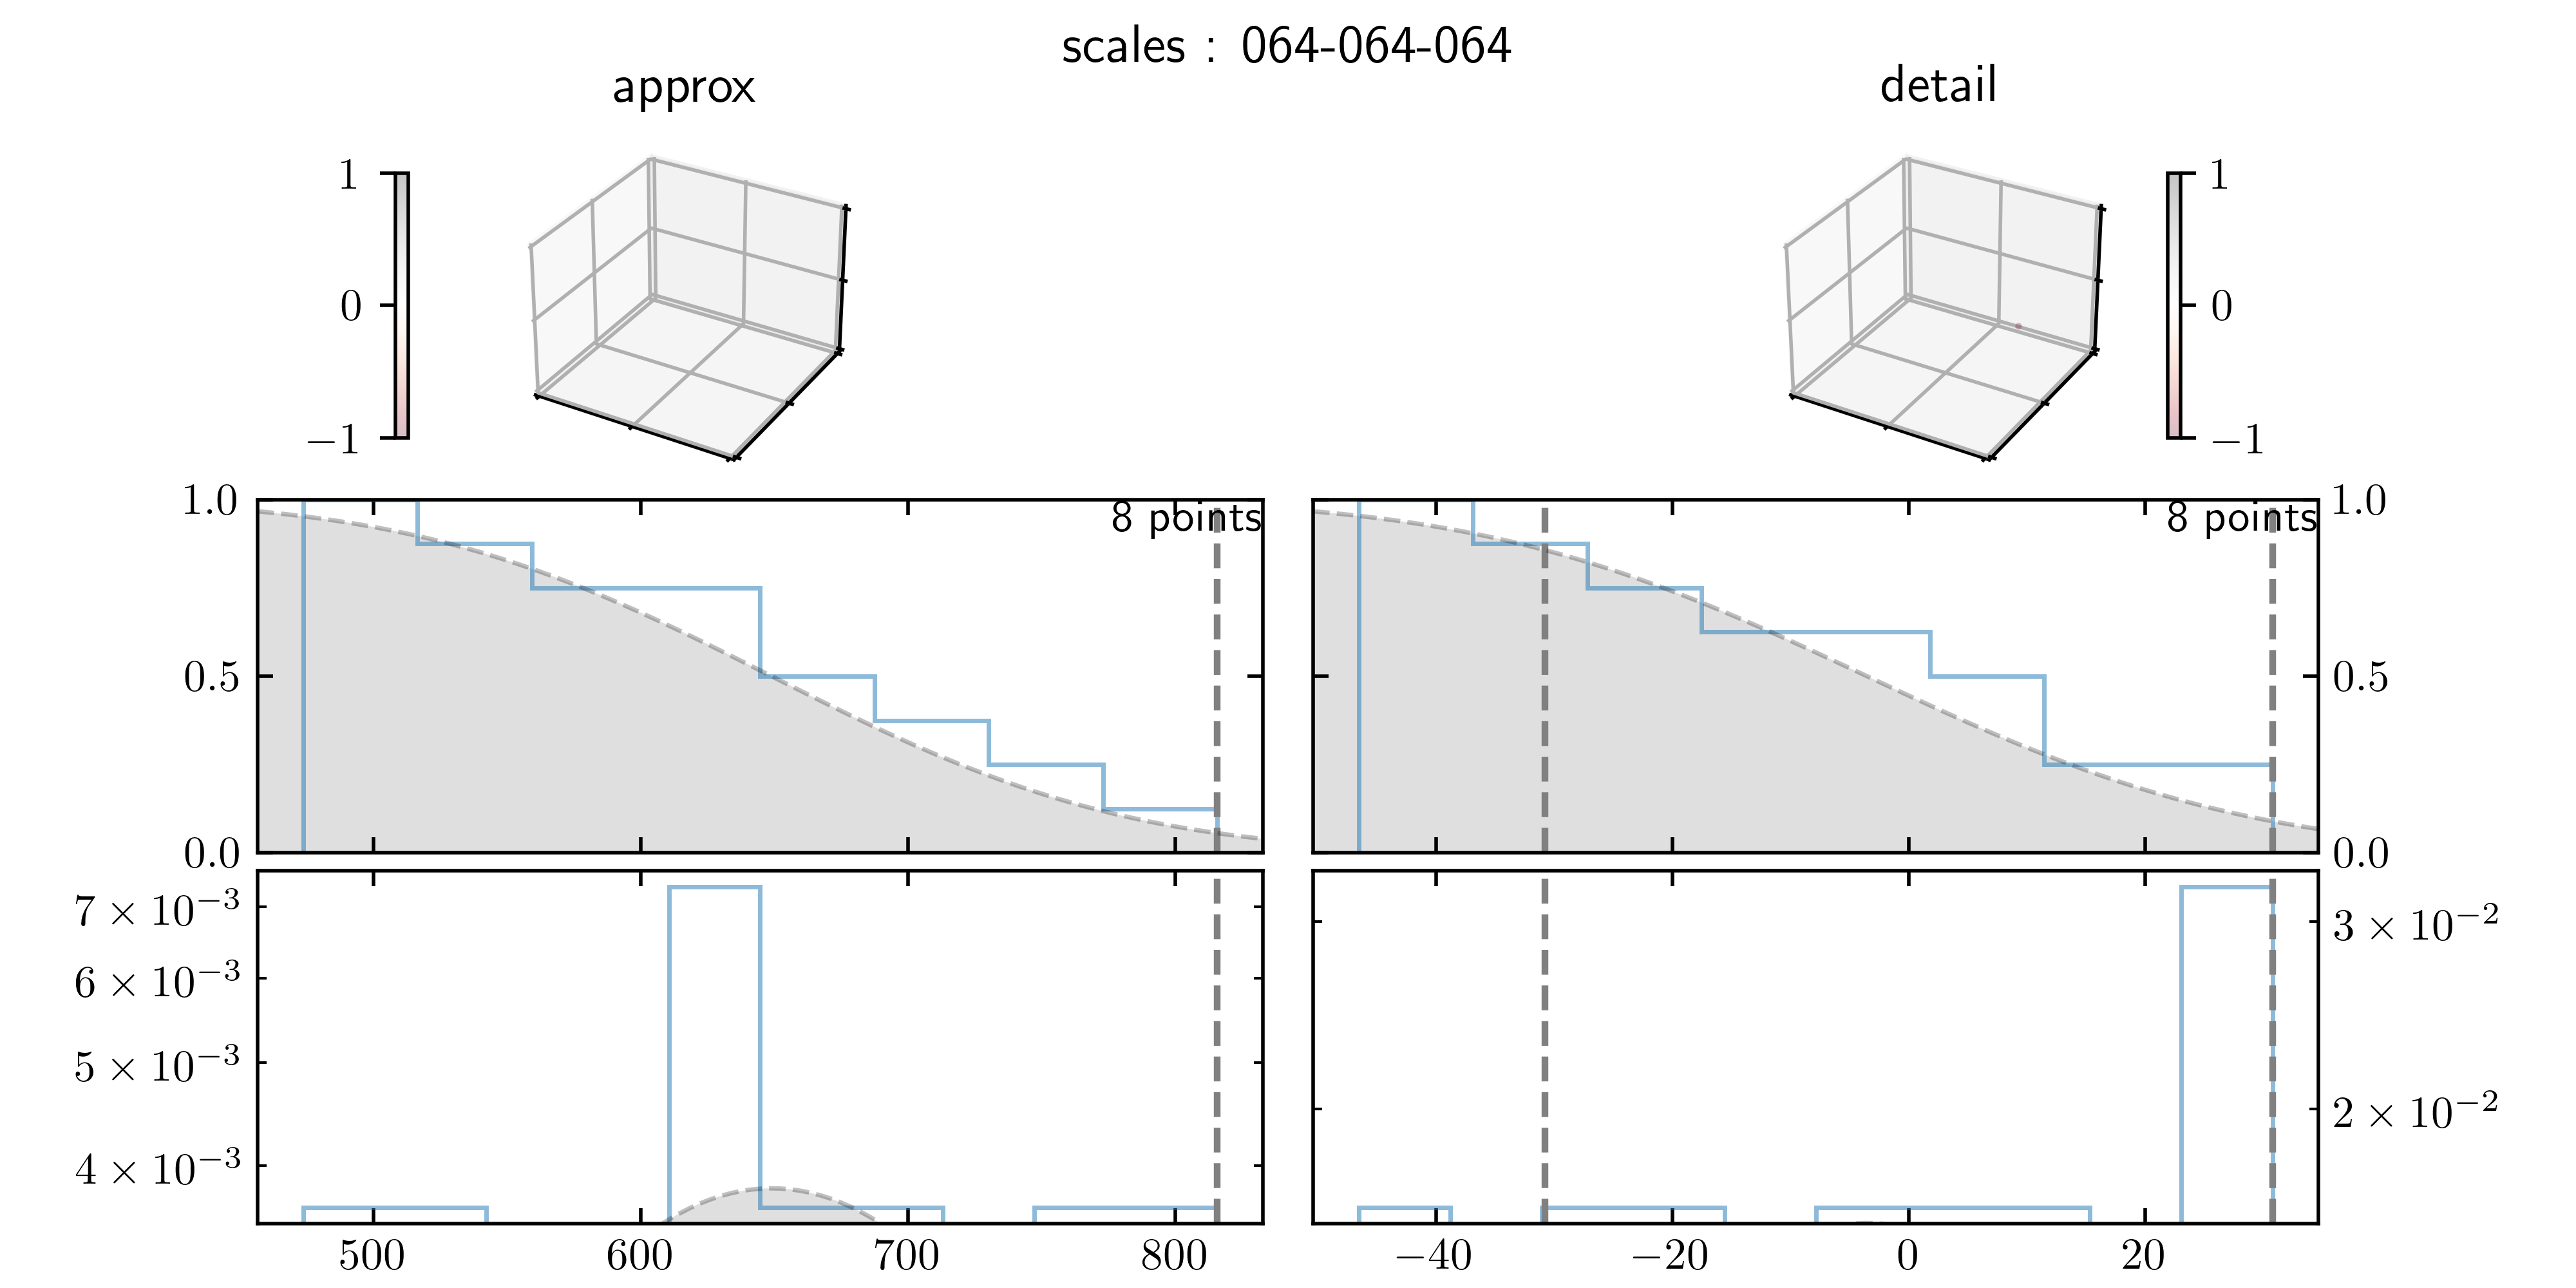 scales : 064-064-064
approx
detail
1
0
−1
1
0
−1
1.0
0.5
0.0
8 points
8 points
1.0
0.5
0.0
7 × 10⁻³
6 × 10⁻³
5 × 10⁻³
4 × 10⁻³
3 × 10⁻²
2 × 10⁻²
500 600 700 800
−40 −20 0 20